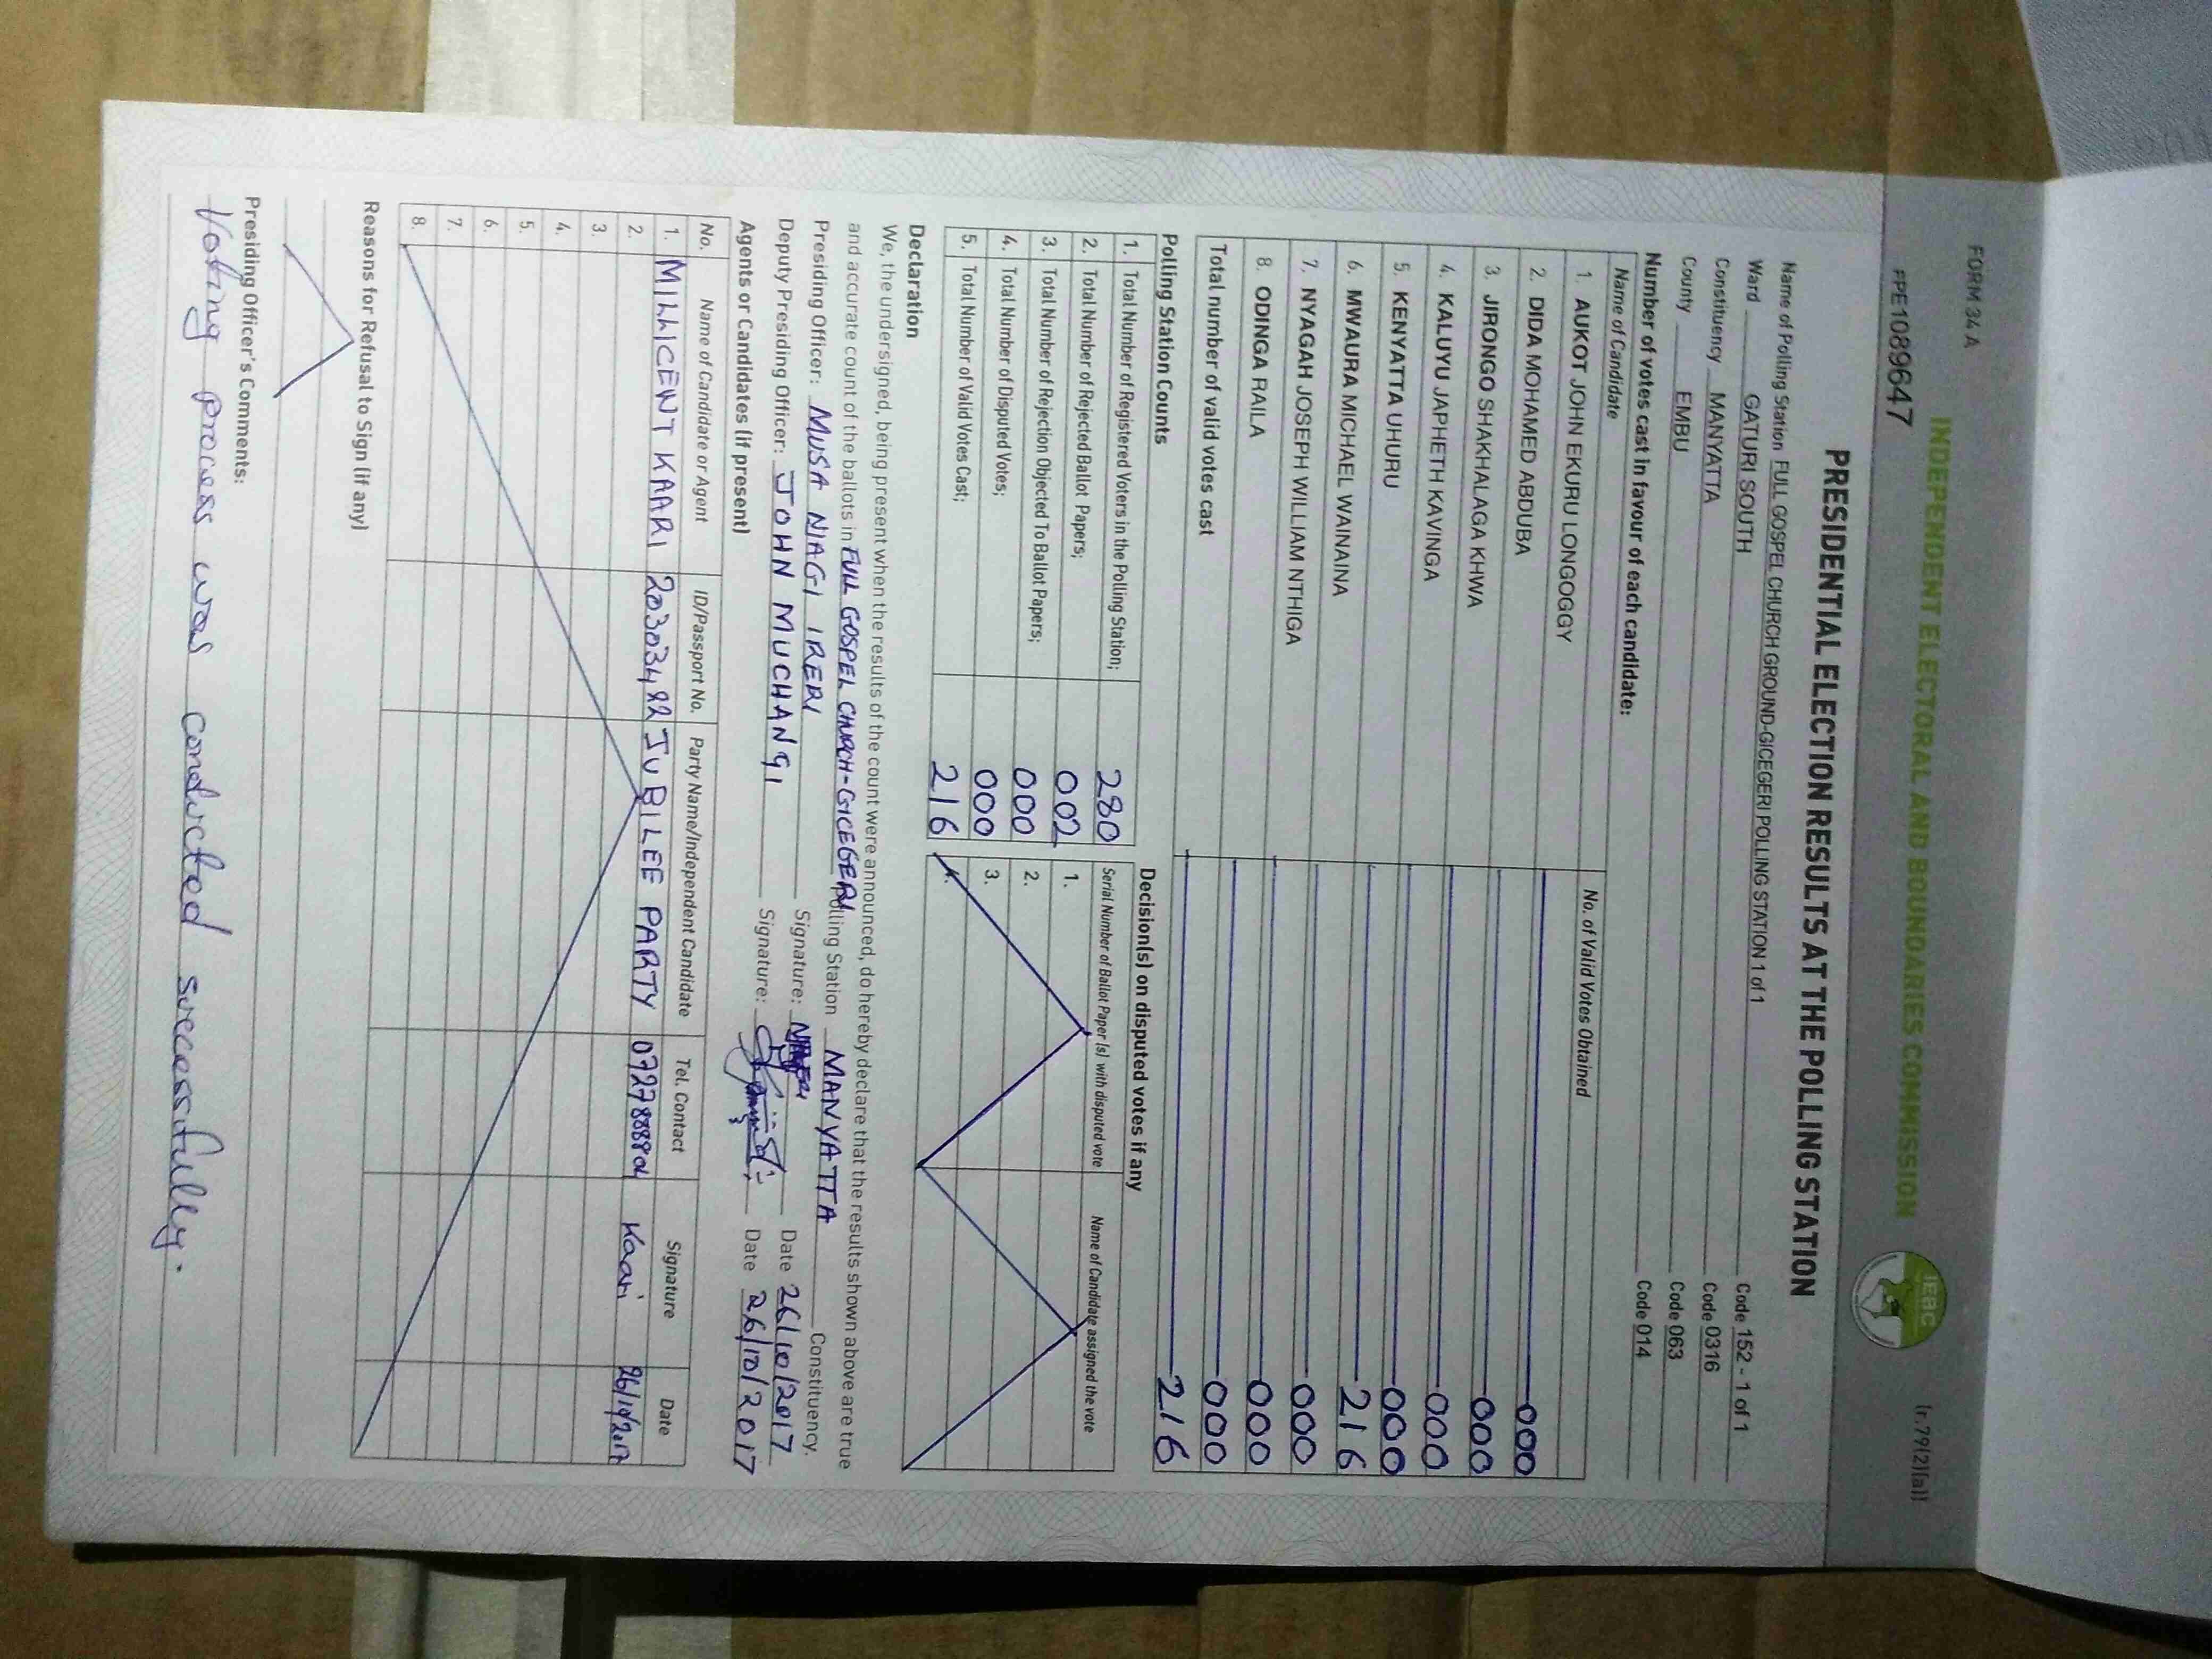 FORM 34 A
(r.79(2)(a))
INDEPENDENT ELECTORAL AND BOUNDARIES COMMISSION
IEBC
PPE1089647
PRESIDENTIAL ELECTION RESULTS AT THE POLLING STATION
Name of Polling Station FULL GOSPEL CHURCH GROUND-GICEGERI POLLING STATION 1 of 1 Code 152 - 1 of 1
Ward GATURI SOUTH Code 0316
Constituency MANYATTA Code 063
County EMBU Code 014
Number of votes cast in favour of each candidate:
Name of Candidate No. of Valid Votes Obtained
1. AUKOT JOHN EKURU LONGOGGY 000
2. DIDA MOHAMED ABDUBA 000
3. JIRONGO SHAKHALAGA KHWA 000
4. KALUYU JAPHETH KAVINGA 000
5. KENYATTA UHURU 216
6. MWAURA MICHAEL WAINAINA 000
7. NYAGAH JOSEPH WILLIAM NTHIGA 000
8. ODINGA RAILA 000
Total number of valid votes cast 216
Polling Station Counts
1. Total Number of Registered Voters in the Polling Station; 280
2. Total Number of Rejected Ballot Papers; 002
3. Total Number of Rejection Objected To Ballot Papers; 000
4. Total Number of Disputed Votes; 000
5. Total Number of Valid Votes Cast; 216
Decision(s) on disputed votes if any
Serial Number of Ballot Paper (s) with disputed vote Name of Candidate assigned the vote
1.
2.
3.
4.
Declaration
We, the undersigned, being present when the results of the count were announced, do hereby declare that the results shown above are true
and accurate count of the ballots in FULL GOSPEL CHURCH-GICEGERI Polling Station MANYATTA Constituency.
Presiding Officer: MUSA NJAGI IRERI Signature: Date 26/10/2017
Deputy Presiding Officer: JOHN MUCHANGI Signature: Date 26/10/2017
Agents or Candidates (if present)
No. Name of Candidate or Agent ID/Passport No. Party Name/Independent Candidate Tel. Contact Signature Date
1. MILLICENT KAARI JUBILEE PARTY Kaari 26/10/2017
2.
3.
4.
5.
6.
7.
8.
Reasons for Refusal to Sign (if any)
Presiding Officer's Comments:
Voting process was conducted successfully.